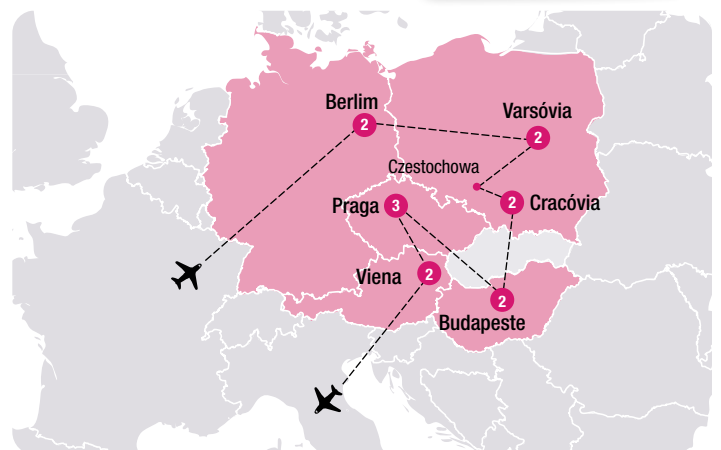 Berlim
2
Varsóvia
2
Czestochowa
Praga
3
2
Cracóvia
Viena
2
2
Budapeste